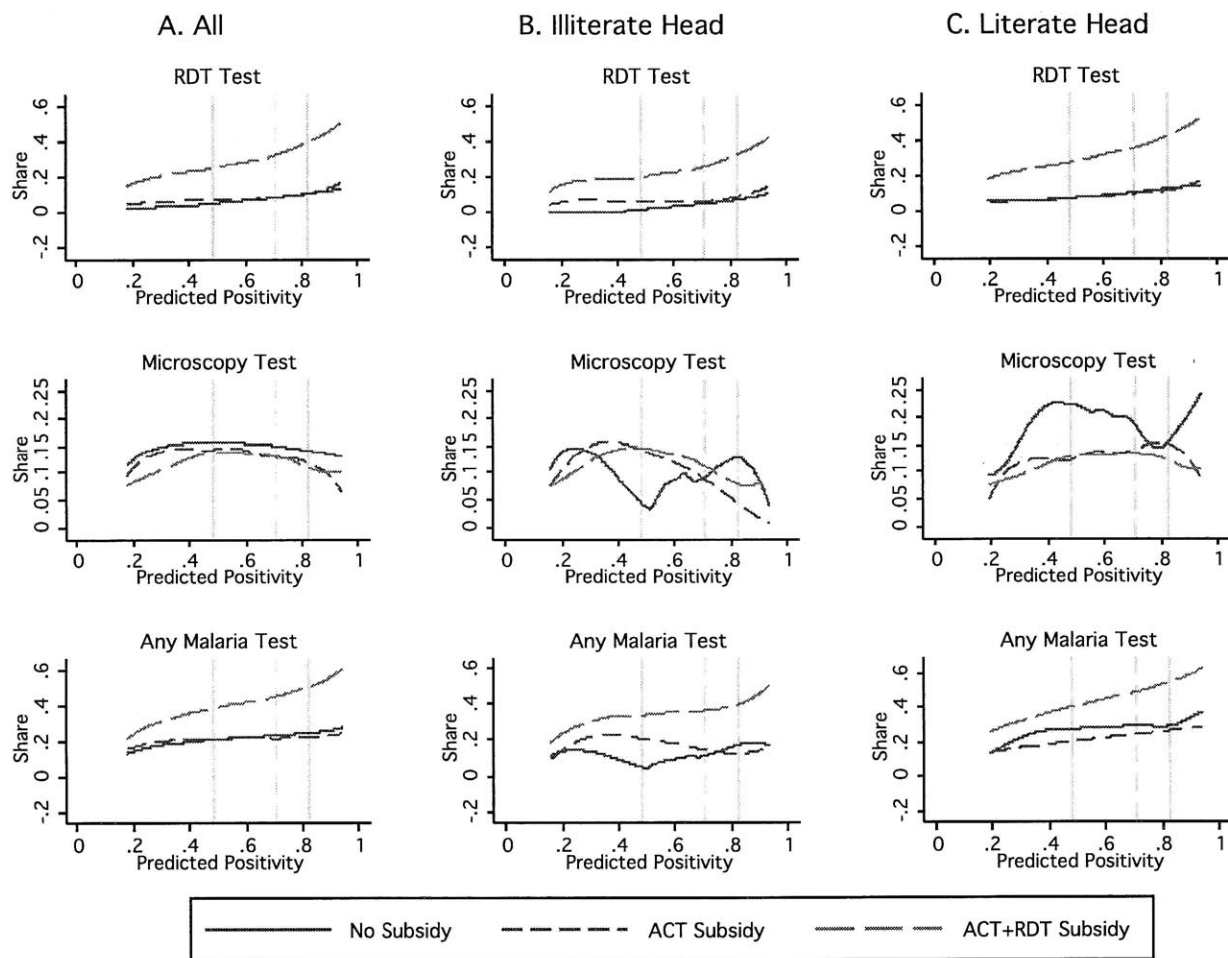 A. All
B. Illiterate Head
C. Literate Head
RDT Test
RDT Test
RDT Test
Share
-.2 0 .2 .4 .6
0 .2 .4 .6 .8 1
Predicted Positivity
Share
-.2 0 .2 .4 .6
0 .2 .4 .6 .8 1
Predicted Positivity
Share
-.2 0 .2 .4 .6
0 .2 .4 .6 .8 1
Predicted Positivity
Microscopy Test
Microscopy Test
Microscopy Test
Share
0 .05 .1 .15 .2 .25
0 .2 .4 .6 .8 1
Predicted Positivity
Share
0 .05 .1 .15 .2 .25
0 .2 .4 .6 .8 1
Predicted Positivity
Share
0 .05 .1 .15 .2 .25
0 .2 .4 .6 .8 1
Predicted Positivity
Any Malaria Test
Any Malaria Test
Any Malaria Test
Share
-.2 0 .2 .4 .6
0 .2 .4 .6 .8 1
Predicted Positivity
Share
-.2 0 .2 .4 .6
0 .2 .4 .6 .8 1
Predicted Positivity
Share
-.2 0 .2 .4 .6
0 .2 .4 .6 .8 1
Predicted Positivity
No Subsidy
ACT Subsidy
ACT+RDT Subsidy